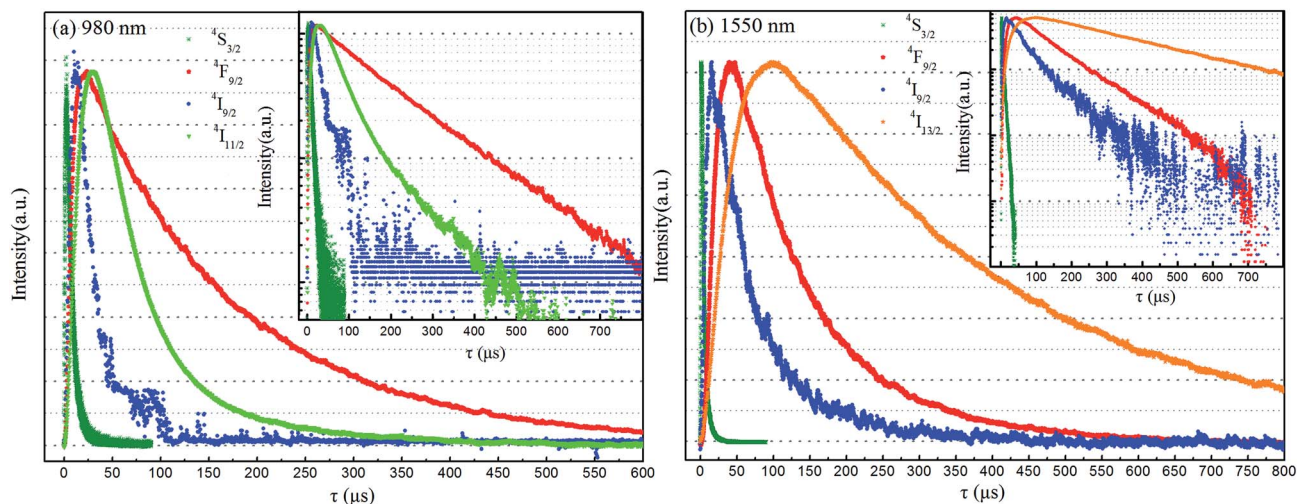 (a) 980 nm
⁴S₃/₂
⁴F₉/₂
⁴I₉/₂
⁴I₁₁/₂
Intensity(a.u.)
0 50 100 150 200 250 300 350 400 450 500 550 600
τ (μs)
Intensity(a.u.)
0 100 200 300 400 500 600 700
τ (μs)
(b) 1550 nm
⁴S₃/₂
⁴F₉/₂
⁴I₉/₂
⁴I₁₃/₂
Intensity(a.u.)
0 50 100 150 200 250 300 350 400 450 500 550 600 650 700 750 800
τ (μs)
Intensity(a.u.)
100 200 300 400 500 600 700
τ (μs)